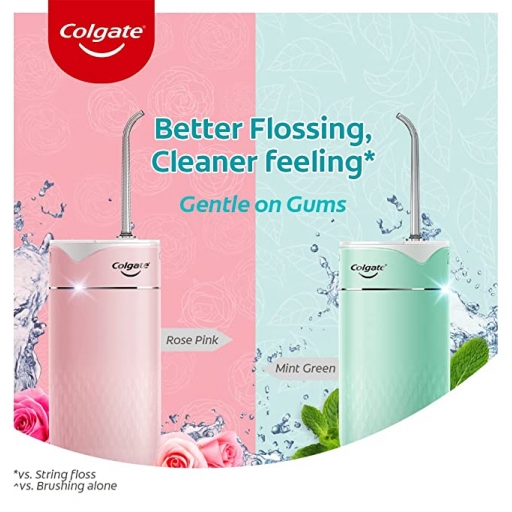 Colgate®
Better Flossing,
Cleaner feeling*
Gentle on Gums
Colgate®
Colgate®
Rose Pink
Mint Green
*vs. String floss
^vs. Brushing alone